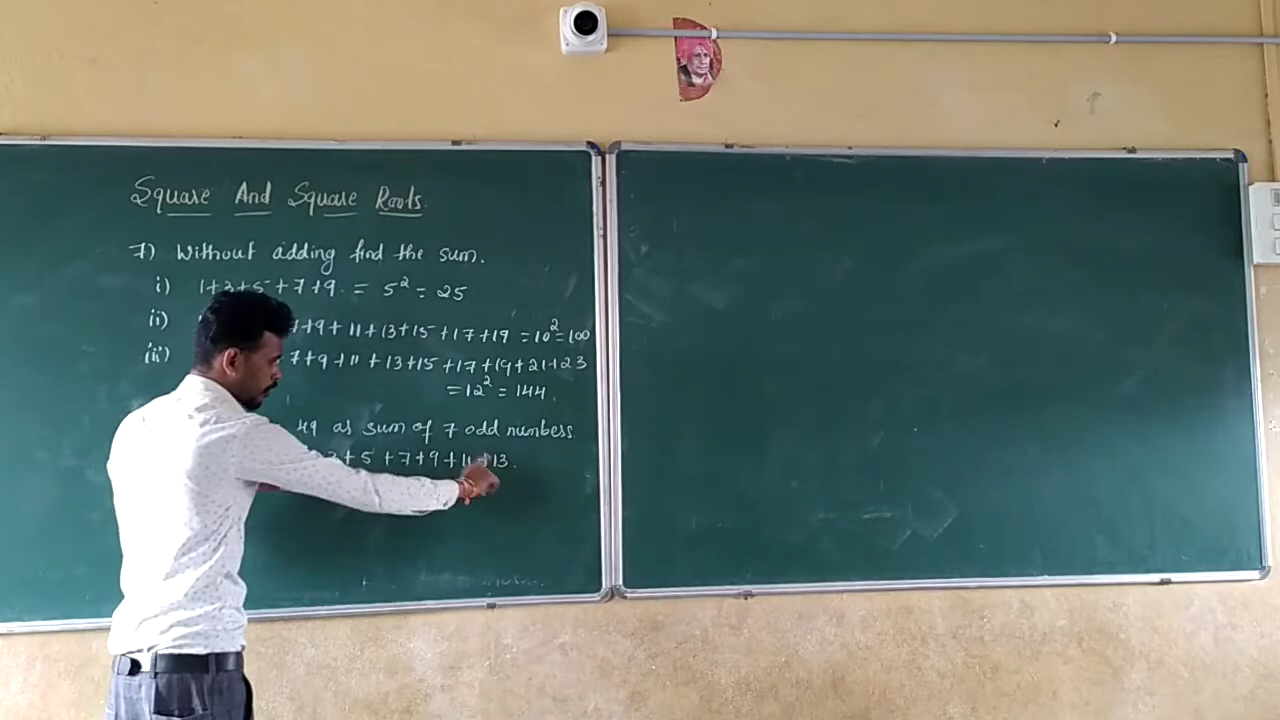 Square And Square Roots
7) Without adding find the sum.
i) 1+3+5+7+9. = 5² = 25
ii) 7+9+11+13+15+17+19 = 10² = 100
iii) 7+9+11+13+15+17+19+21+23
= 12² = 144.
49 as sum of 7 odd numbers
3+5+7+9+11+13.